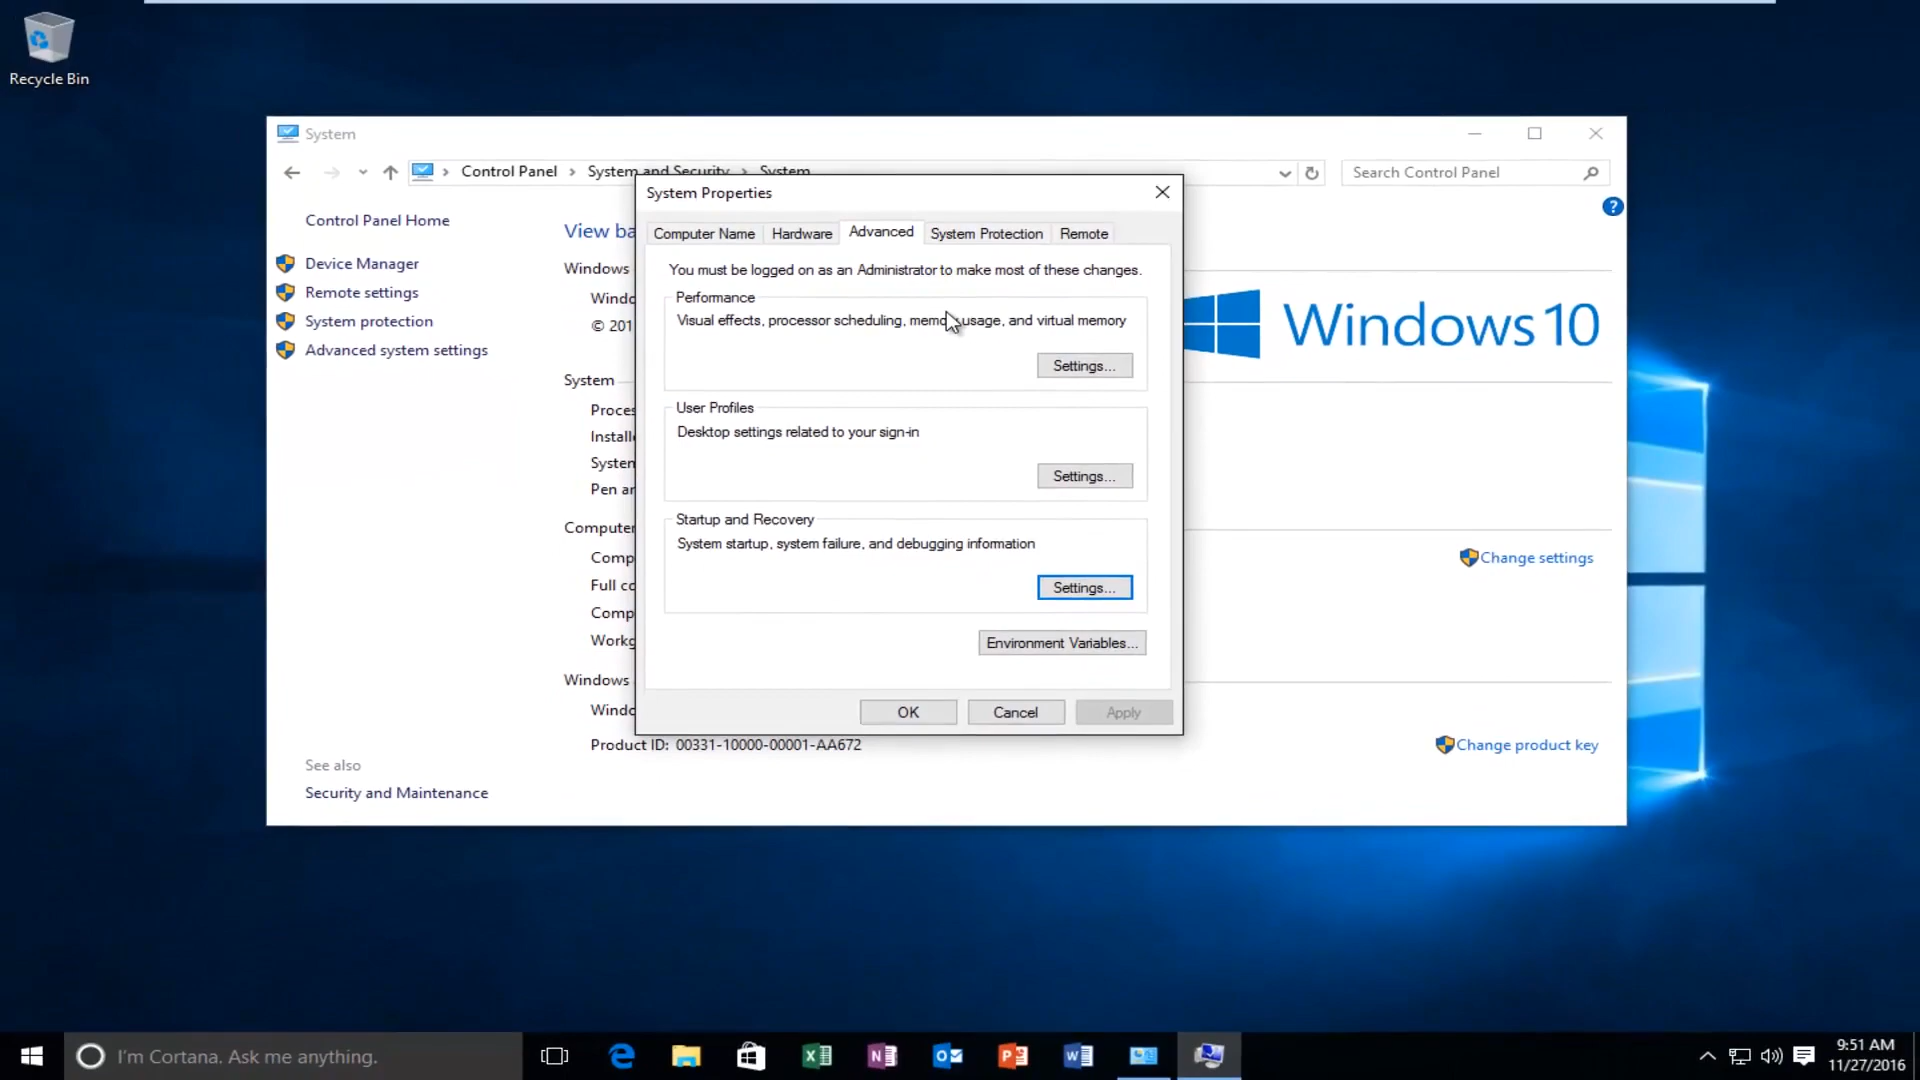 Recycle Bin
System
Control Panel
System and Security
System
Search Control Panel
System Properties
Control Panel Home
Computer Name
Hardware
Advanced
System Protection
Remote
Device Manager
Remote settings
System protection
Advanced system settings
View ba
Windows
Windo
© 201
Windows 10
System
Proces
Installe
System
Pen ar
Computer
Comp
Full co
Comp
Workg
Windows
Windo
You must be logged on as an Administrator to make most of these changes.
Performance
Visual effects, processor scheduling, memo usage, and virtual memory
Settings...
User Profiles
Desktop settings related to your sign-in
Settings...
Startup and Recovery
System startup, system failure, and debugging information
Settings...
Environment Variables...
OK
Cancel
Apply
Change settings
Product ID: 00331-10000-00001-AA672
Change product key
See also
Security and Maintenance
I'm Cortana. Ask me anything.
9:51 AM
11/27/2016